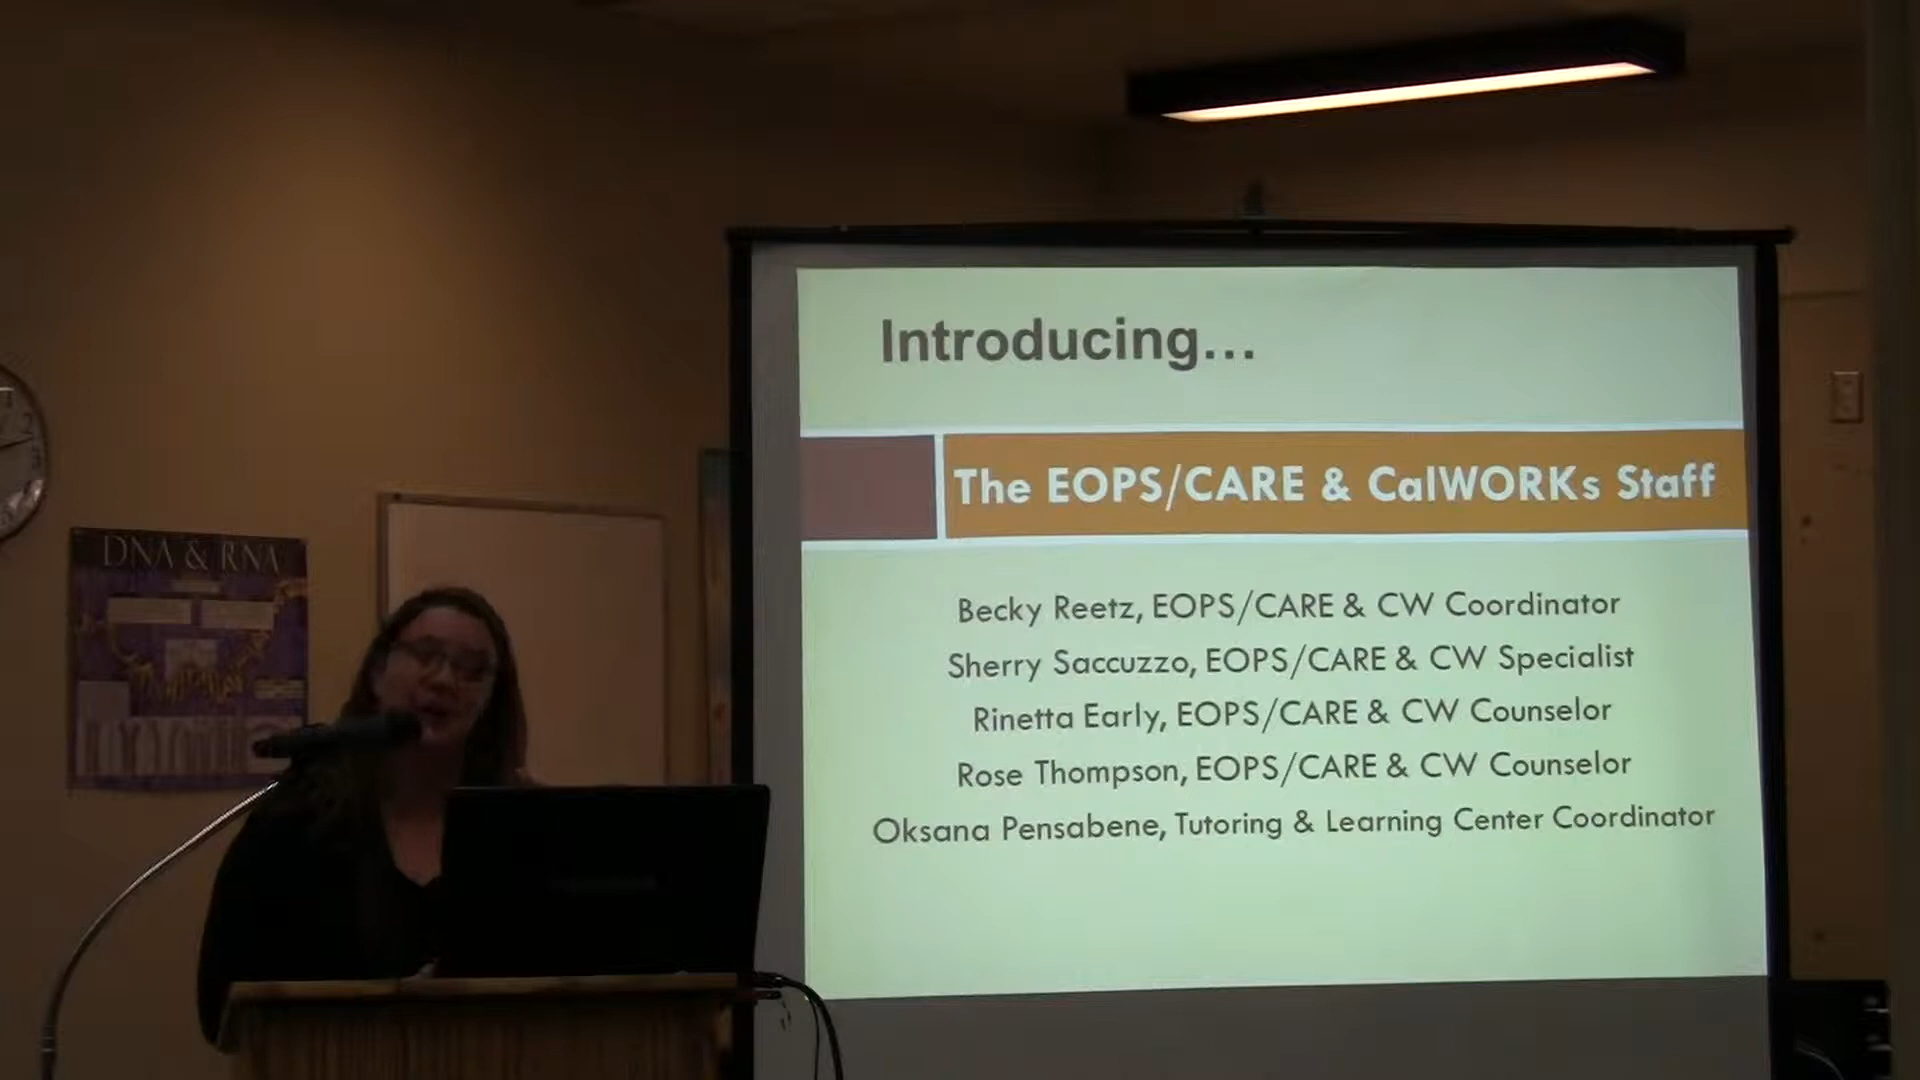 Introducing...
The EOPS/CARE & CalWORKs Staff
Becky Reetz, EOPS/CARE & CW Coordinator
Sherry Saccuzzo, EOPS/CARE & CW Specialist
Rinetta Early, EOPS/CARE & CW Counselor
Rose Thompson, EOPS/CARE & CW Counselor
Oksana Pensabene, Tutoring & Learning Center Coordinator
DNA & RNA